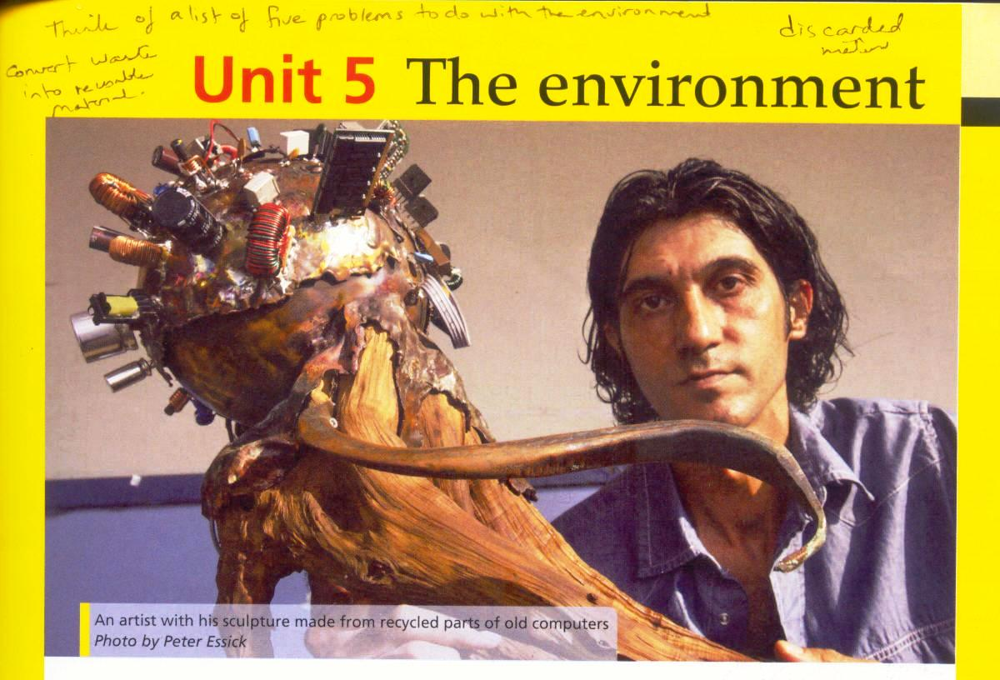 Think of a list of five problems to do with the environment
discarded
Convert waste
into reusable
material.
Unit 5 The environment
An artist with his sculpture made from recycled parts of old computers
Photo by Peter Essick